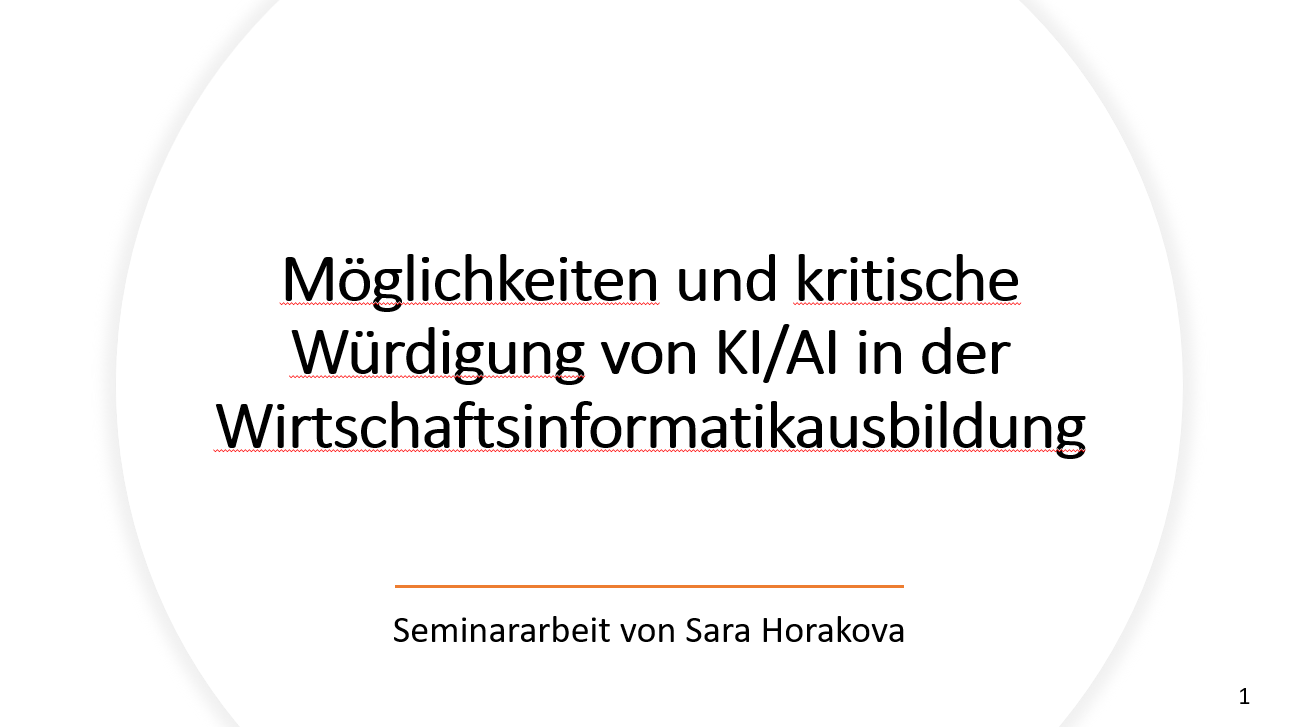 Möglichkeiten und kritische
Würdigung von KI/AI in der
Wirtschaftsinformatikausbildung
Seminararbeit von Sara Horakova
1